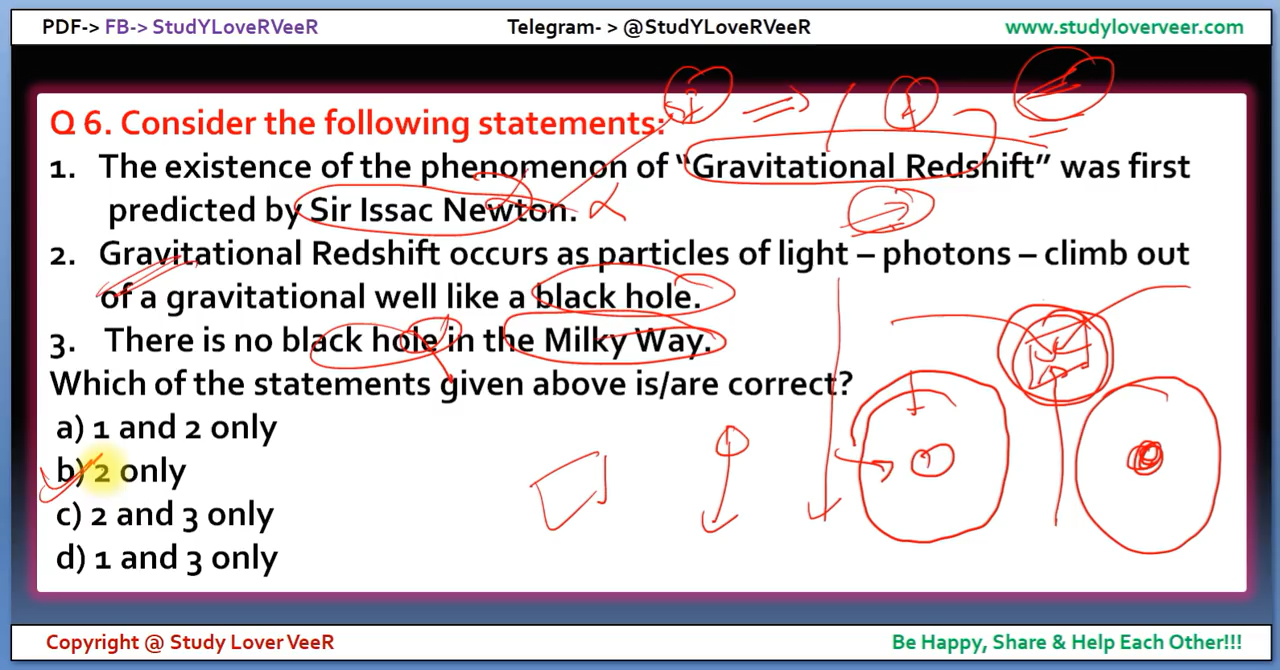 PDF-> FB-> StudYLoveRVeeR Telegram- > @StudYLoveRVeeR www.studyloverveer.com
Q 6. Consider the following statements:
1. The existence of the phenomenon of “Gravitational Redshift” was first
predicted by Sir Issac Newton.
2. Gravitational Redshift occurs as particles of light – photons – climb out
of a gravitational well like a black hole.
3. There is no black hole in the Milky Way.
Which of the statements given above is/are correct?
a) 1 and 2 only
b) 2 only
c) 2 and 3 only
d) 1 and 3 only
Copyright @ Study Lover VeeR Be Happy, Share & Help Each Other!!!